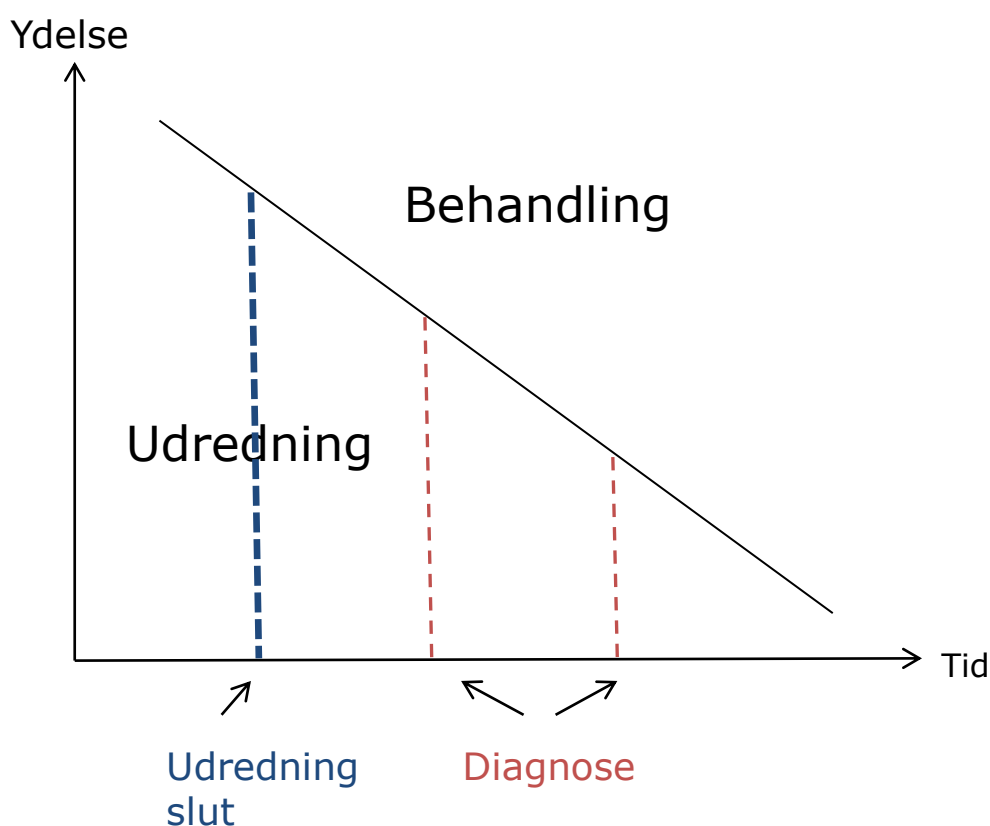 Ydelse
Behandling
Udredning
Tid
Udredning
slut
Diagnose